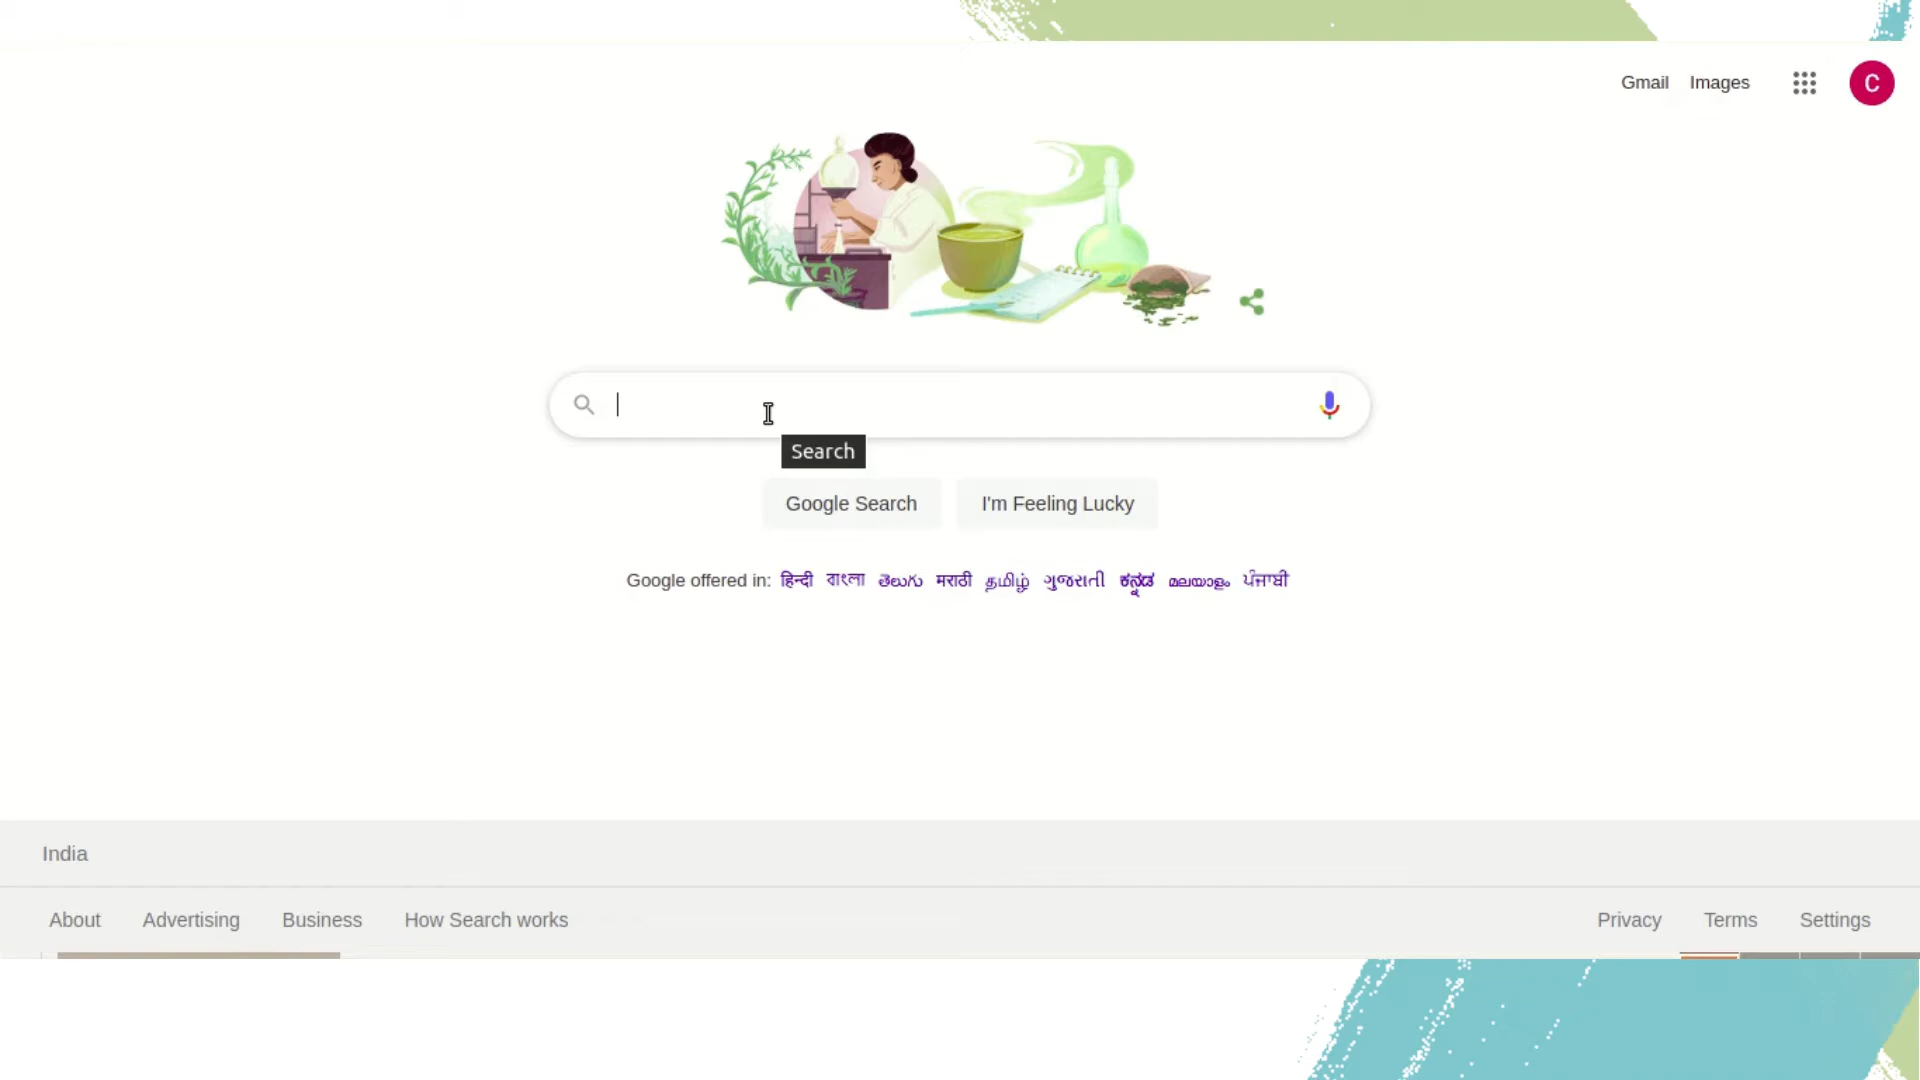 Gmail Images
C
Search
Google Search I'm Feeling Lucky
Google offered in: हिन्दी বাংলা తెలుగు मराठी தமிழ் ગુજરાતી ಕನ್ನಡ മലയാളം ਪੰਜਾਬੀ
India
About Advertising Business How Search works Privacy Terms Settings